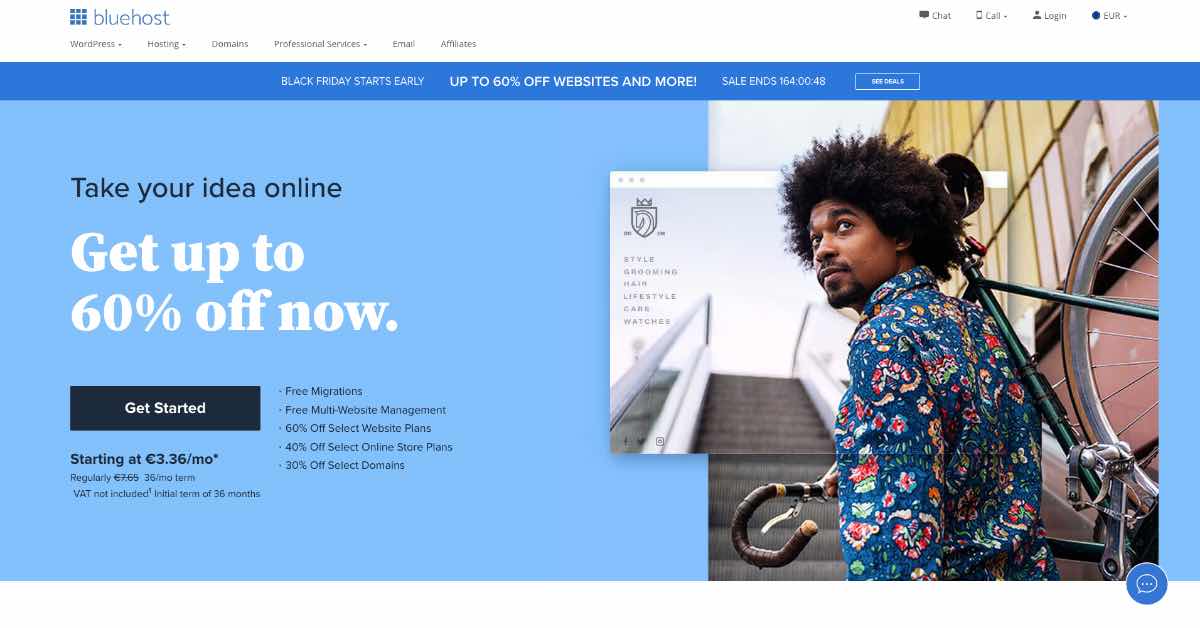 bluehost
Chat
Call
Login
EUR
WordPress
Hosting
Domains
Professional Services
Email
Affiliates
BLACK FRIDAY STARTS EARLY
UP TO 60% OFF WEBSITES AND MORE!
SALE ENDS 164:00:48
SEE DEALS
Take your idea online
Get up to
60% off now.
Get Started
Starting at €3.36/mo*
Regularly €7.65 36/mo term
VAT not included† Initial term of 36 months
· Free Migrations
· Free Multi-Website Management
· 60% Off Select Website Plans
· 40% Off Select Online Store Plans
· 30% Off Select Domains
STYLE
GROOMING
HAIR
LIFESTYLE
CARE
WATCHES